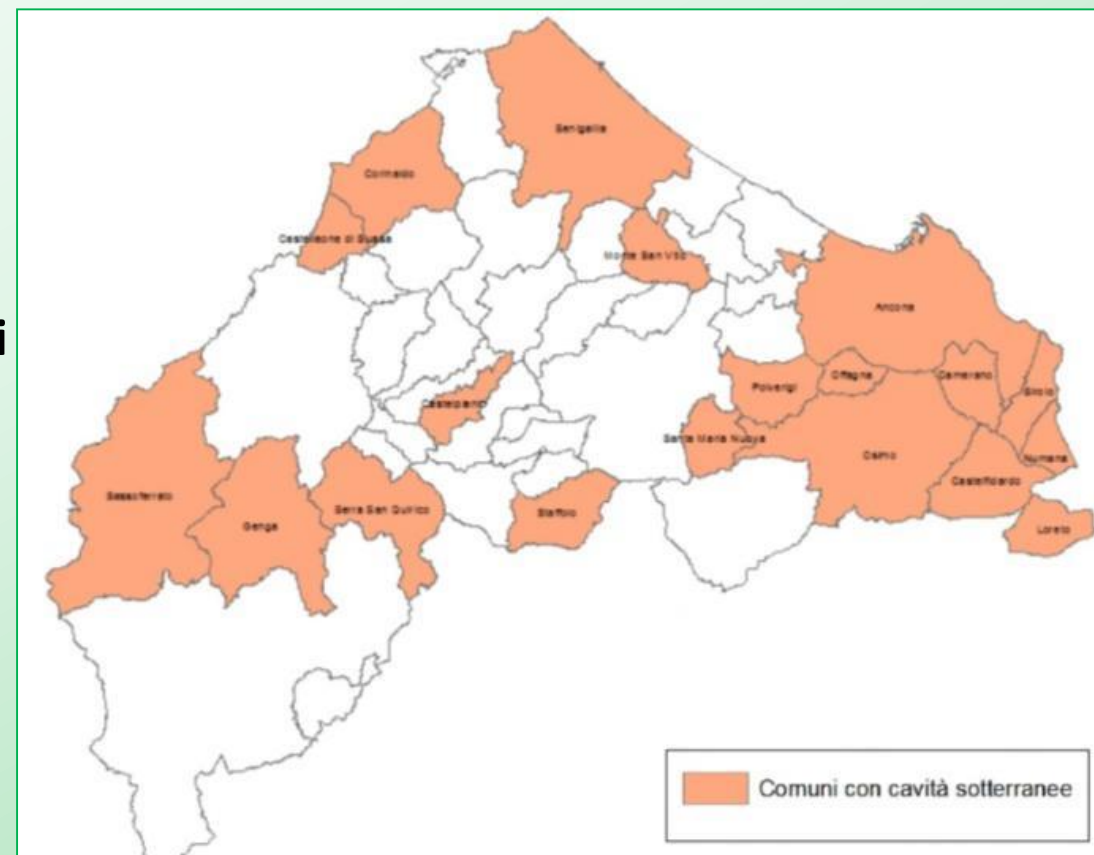 i
Senigallia
Corinaldo
Castelleone di Suasa
Monte San Vito
Ancona
Polverigi
Offagna
Camerano
Sirolo
Castelplanio
Santa Maria Nuova
Osimo
Numana
Castelfidardo
Sassoferrato
Genga
Serra San Quirico
Staffolo
Loreto
Comuni con cavità sotterranee